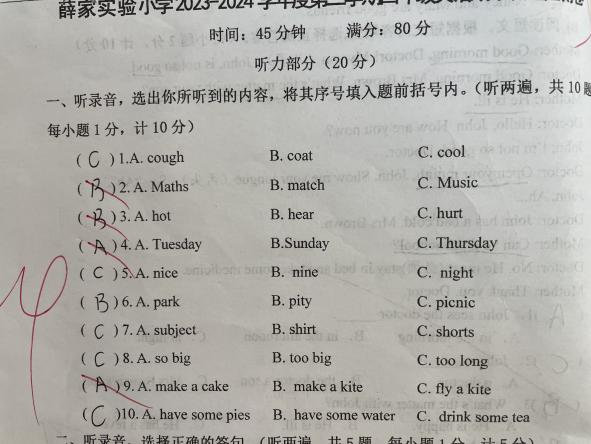 薛家实验小学2023-2024学年度第二学期四年级
时间：45分钟 满分：80分
听力部分（20分）
一、听录音，选出你所听到的内容，将其序号填入题前括号内。（听两遍，共10题
每小题1分，计10分）
( C ) 1.A. cough B. coat C. cool
( B ) 2. A. Maths B. match C. Music
( B ) 3. A. hot B. hear C. hurt
( A ) 4. A. Tuesday B.Sunday C. Thursday
( C ) 5. A. nice B. nine C. night
( B ) 6. A. park B. pity C. picnic
( C ) 7. A. subject B. shirt C. shorts
( C ) 8. A. so big B. too big C. too long
( A ) 9. A. make a cake B. make a kite C. fly a kite
( C ) 10. A. have some pies B. have some water C. drink some tea
二、听录音，选择正确的答句。（听两遍，共5题，每小题1分，计5分）